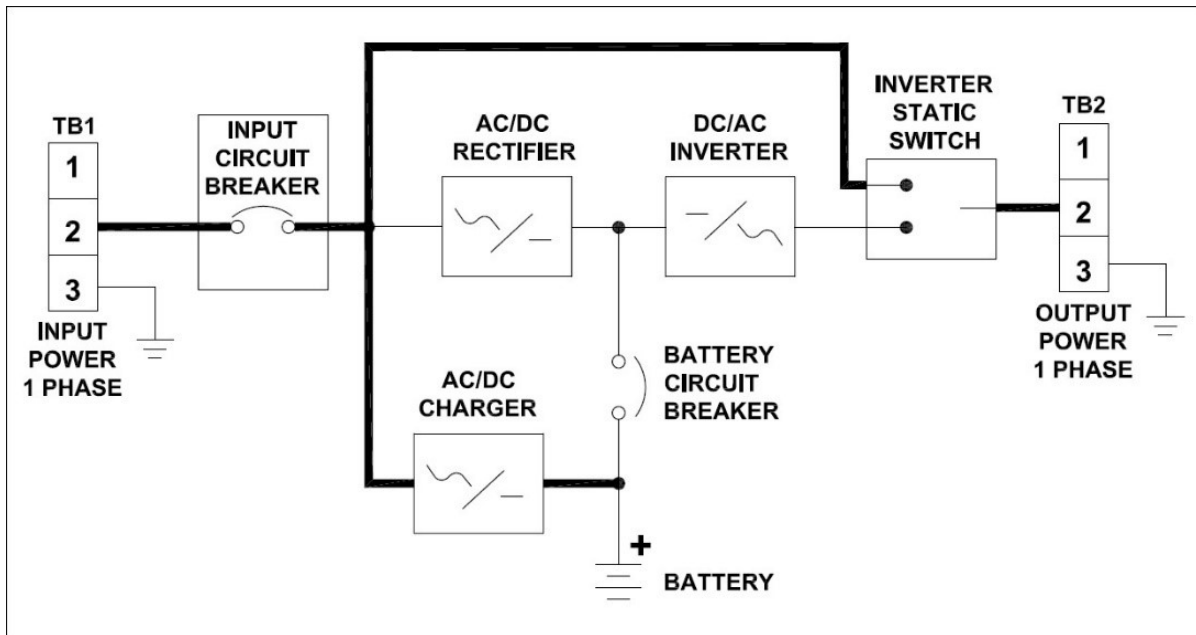 TB1
1
2
3
INPUT
POWER
1 PHASE
INPUT
CIRCUIT
BREAKER
AC/DC
RECTIFIER
DC/AC
INVERTER
INVERTER
STATIC
SWITCH
TB2
1
2
3
OUTPUT
POWER
1 PHASE
AC/DC
CHARGER
BATTERY
CIRCUIT
BREAKER
+
BATTERY